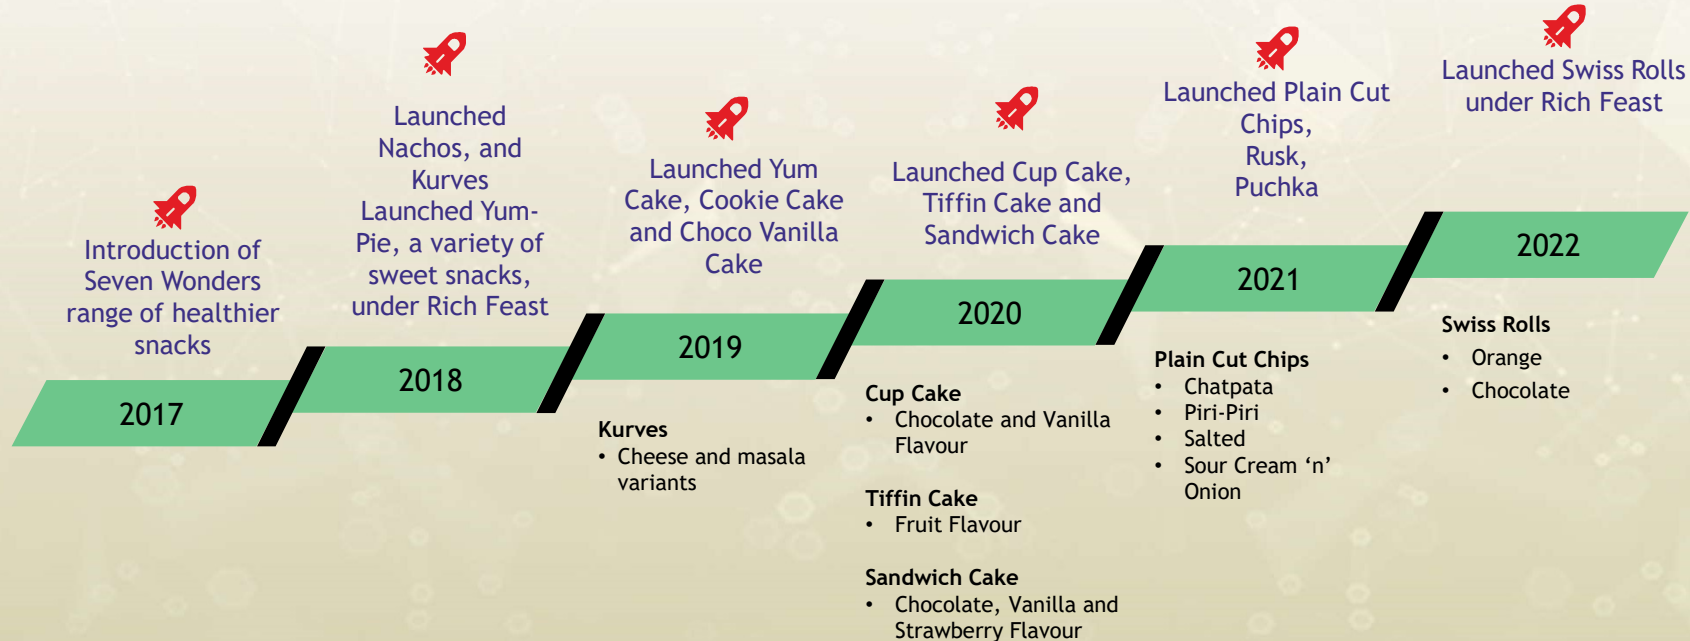 Introduction of
Seven Wonders
range of healthier
snacks
2017
Launched
Nachos, and
Kurves
Launched Yum-
Pie, a variety of
sweet snacks,
under Rich Feast
2018
Launched Yum
Cake, Cookie Cake
and Choco Vanilla
Cake
2019
Kurves
• Cheese and masala
variants
Launched Cup Cake,
Tiffin Cake and
Sandwich Cake
2020
Cup Cake
• Chocolate and Vanilla
Flavour
Tiffin Cake
• Fruit Flavour
Sandwich Cake
• Chocolate, Vanilla and
Strawberry Flavour
Launched Plain Cut
Chips,
Rusk,
Puchka
2021
Plain Cut Chips
• Chatpata
• Piri-Piri
• Salted
• Sour Cream ‘n’
Onion
Launched Swiss Rolls
under Rich Feast
2022
Swiss Rolls
• Orange
• Chocolate